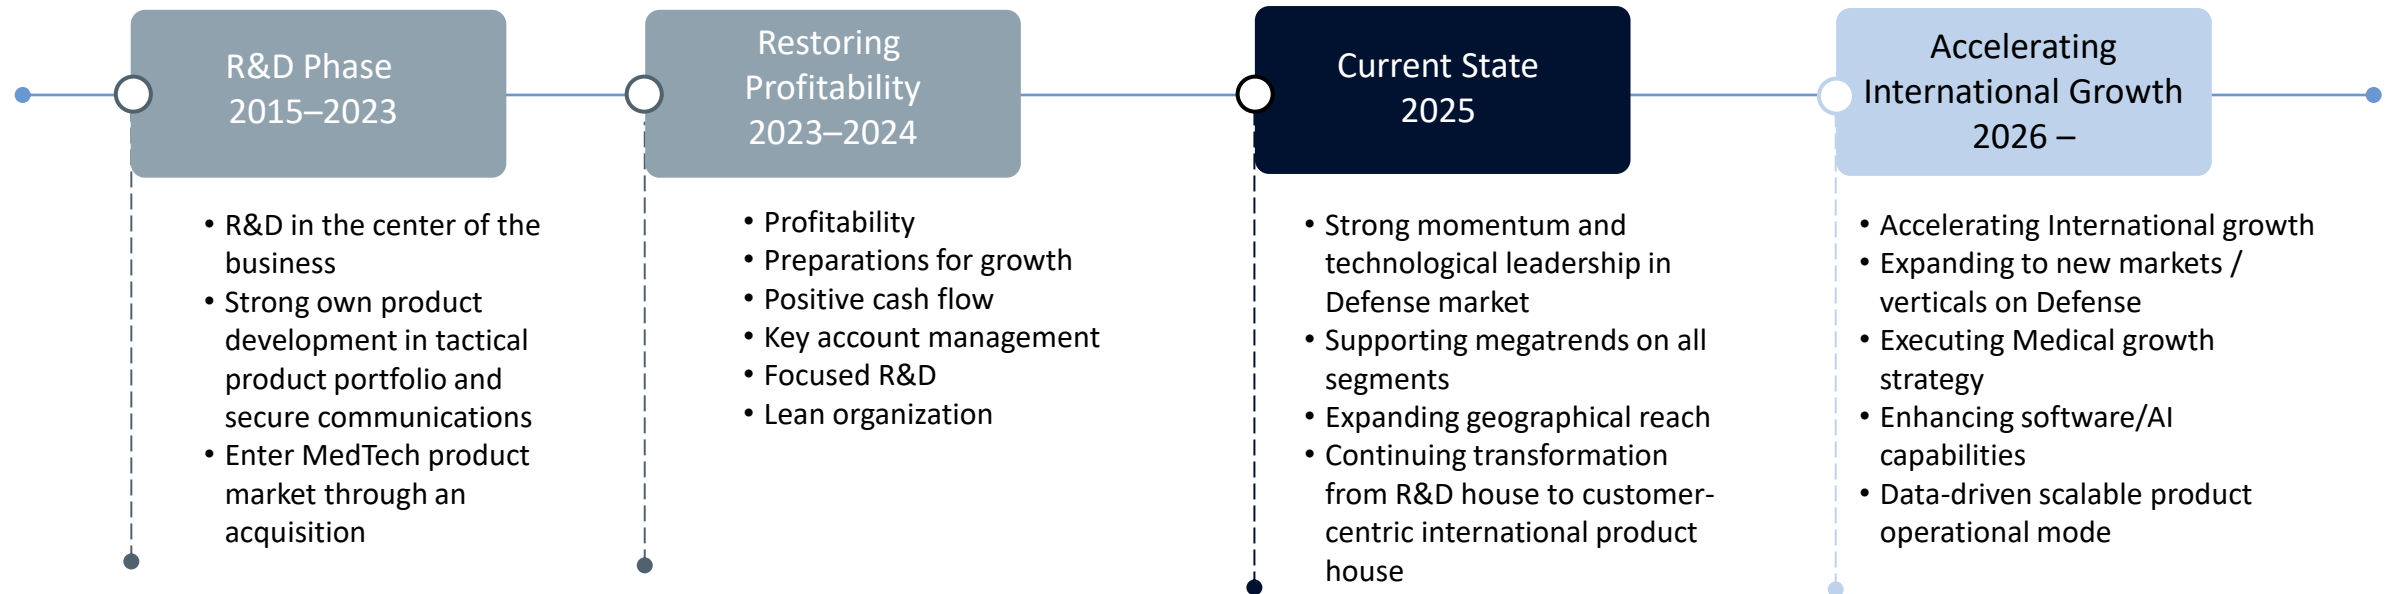 R&D Phase
2015–2023
• R&D in the center of the
business
• Strong own product
development in tactical
product portfolio and
secure communications
• Enter MedTech product
market through an
acquisition
Restoring
Profitability
2023–2024
• Profitability
• Preparations for growth
• Positive cash flow
• Key account management
• Focused R&D
• Lean organization
Current State
2025
• Strong momentum and
technological leadership in
Defense market
• Supporting megatrends on all
segments
• Expanding geographical reach
• Continuing transformation
from R&D house to customer-
centric international product
house
Accelerating
International Growth
2026 –
• Accelerating International growth
• Expanding to new markets /
verticals on Defense
• Executing Medical growth
strategy
• Enhancing software/AI
capabilities
• Data-driven scalable product
operational mode